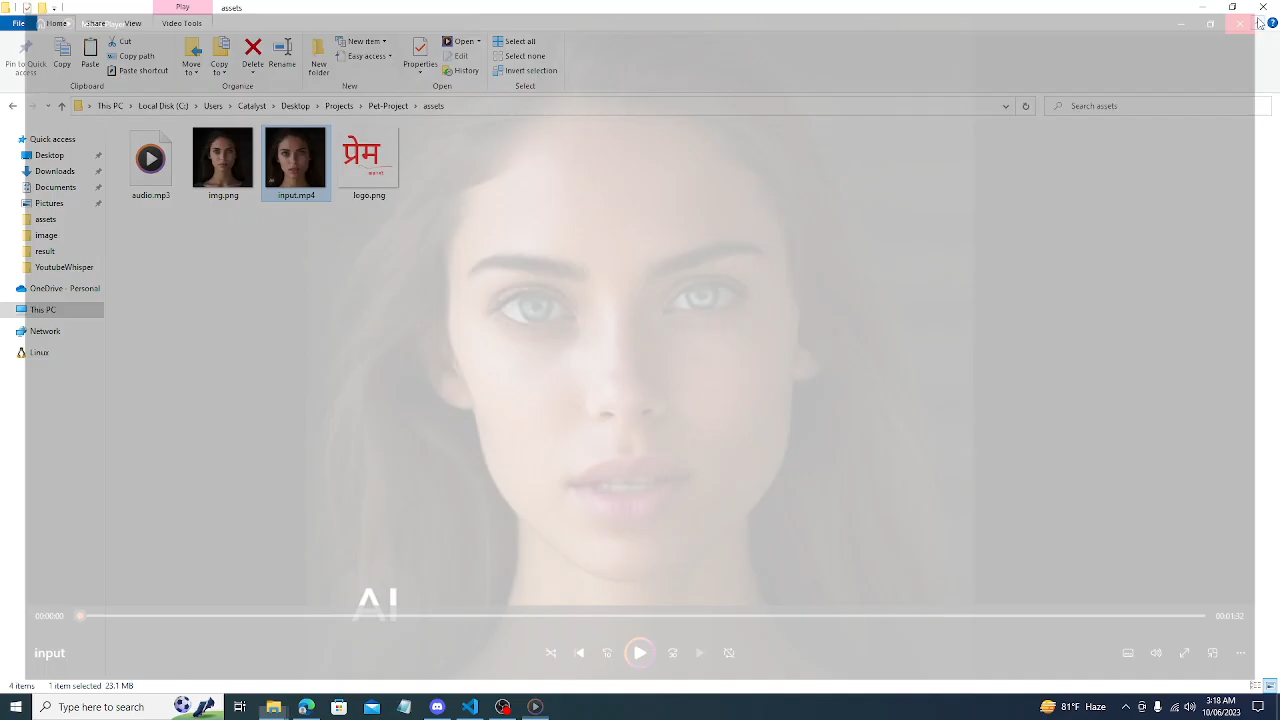 Play
assets
File
Home
Share
View
Video Tools
Cut
Copy path
Paste shortcut
Pin to Quick access
Copy
Paste
Move to
Copy to
Delete
Rename
New folder
New item
Easy access
Properties
Open
Edit
History
Select all
Select none
Invert selection
Clipboard
Organize
New
Open
Select
This PC > Local Disk (C:) > Users > Catalyst > Desktop > Projects > Pet-Project > assets
Search assets
Quick access
Desktop
Downloads
Documents
Pictures
assets
image
result
YoutubeWhisper
OneDrive - Personal
This PC
Network
Linux
प्रेम
audio.mp3
img.png
input.mp4
logo.png
AI
00:00:00
00:01:32
input
10
30
4 items
1 item selected 23.1 MB
Type here to search
81°F Haze
3:18 AM
10/06/2023